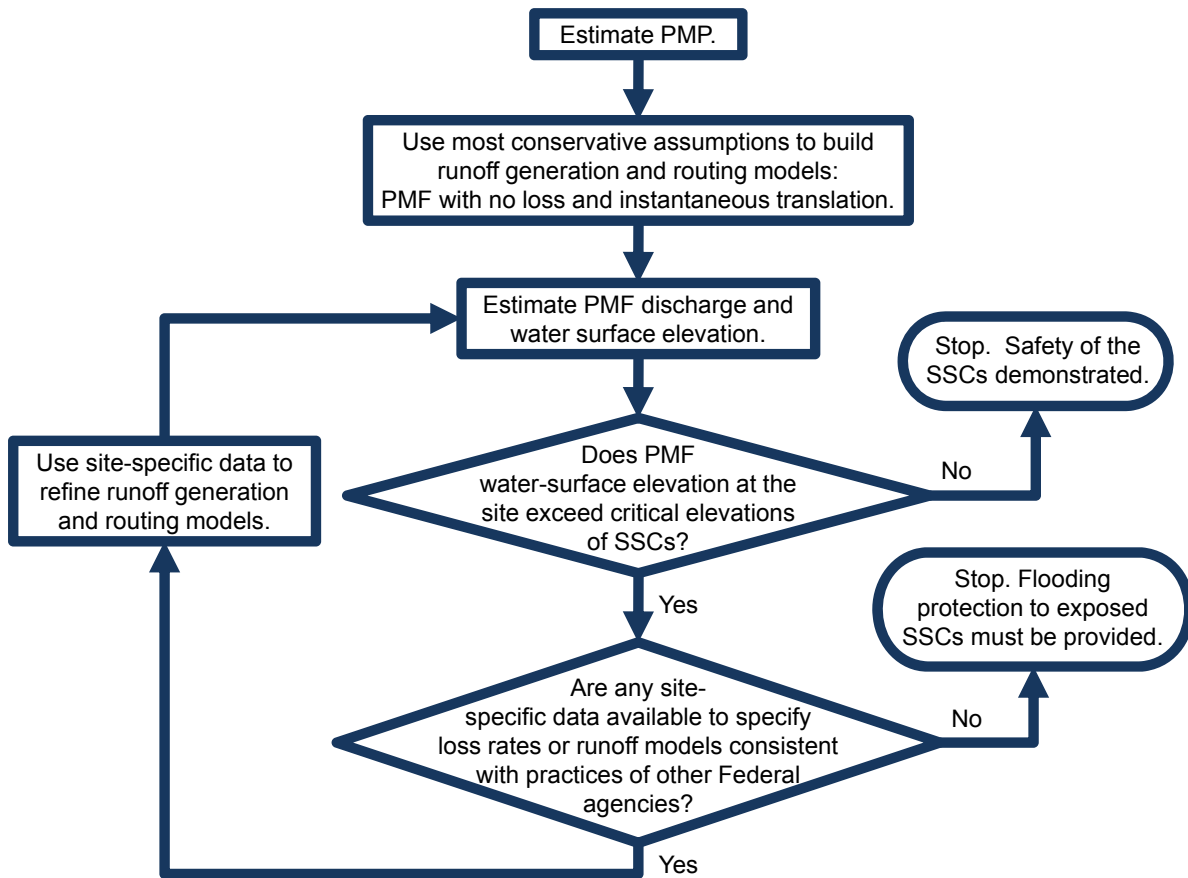 Estimate PMP.
Use most conservative assumptions to build
runoff generation and routing models:
PMF with no loss and instantaneous translation.
Estimate PMF discharge and
water surface elevation.
Stop.  Safety of the
SSCs demonstrated.
Does PMF
water-surface elevation at the
site exceed critical elevations
of SSCs?
No
Use site-specific data to
refine runoff generation
and routing models.
Yes
Stop. Flooding
protection to exposed
SSCs must be provided.
Are any site-
specific data available to specify
loss rates or runoff models consistent
with practices of other Federal
agencies?
No
Yes